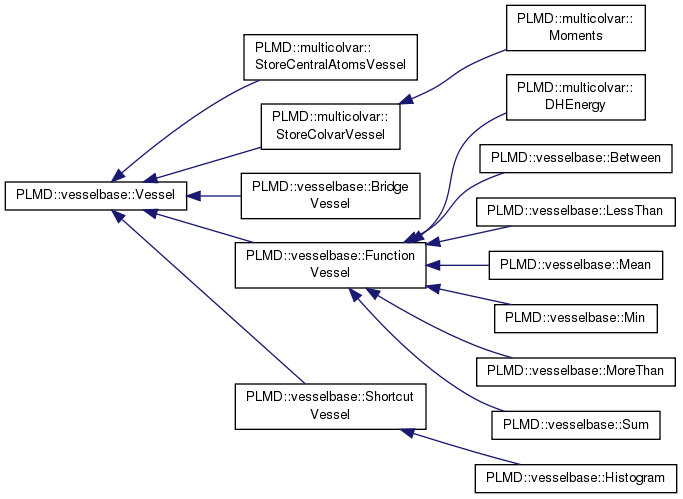 PLMD::multicolvar::
Moments
PLMD::multicolvar::
StoreCentralAtomsVessel
PLMD::multicolvar::
DHEnergy
PLMD::multicolvar::
StoreColvarVessel
PLMD::vesselbase::Between
PLMD::vesselbase::Vessel
PLMD::vesselbase::Bridge
Vessel
PLMD::vesselbase::LessThan
PLMD::vesselbase::Function
Vessel
PLMD::vesselbase::Mean
PLMD::vesselbase::Min
PLMD::vesselbase::MoreThan
PLMD::vesselbase::Shortcut
Vessel
PLMD::vesselbase::Sum
PLMD::vesselbase::Histogram